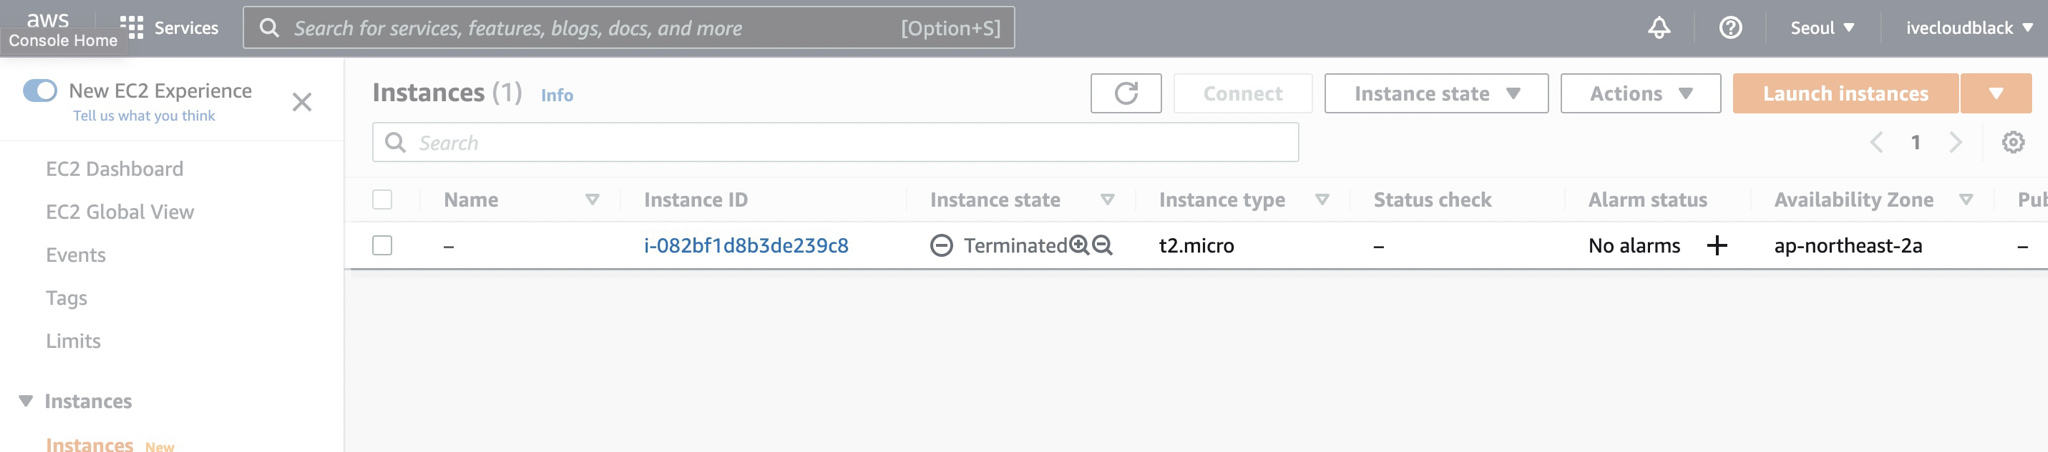 aws
Console Home
Services
Search for services, features, blogs, docs, and more
[Option+S]
Seoul
ivecloudblack
New EC2 Experience
Tell us what you think
Instances (1) Info
Connect
Instance state
Actions
Launch instances
Search
1
EC2 Dashboard
EC2 Global View
Events
Tags
Limits
Instances
Instances New
Name Instance ID Instance state Instance type Status check Alarm status Availability Zone Pub
– i-082bf1d8b3de239c8 Terminated t2.micro – No alarms + ap-northeast-2a –